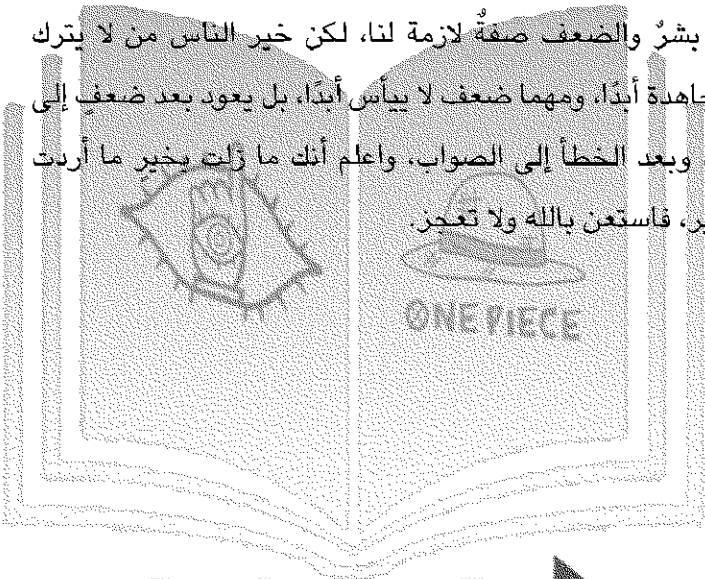 بشرٌ والضعف صفةٌ لازمة لنا، لكن خير الناس من لا يترك
جاهدة أبدًا، ومهما ضعف لا ييأس أبدًا، بل يعود بعد ضعفٍ إلى
وبعد الخطأ إلى الصواب، واعلم أنك ما زلت بخيرٍ ما أردت
ير، فاستعن بالله ولا تعجز.
ONE PIECE